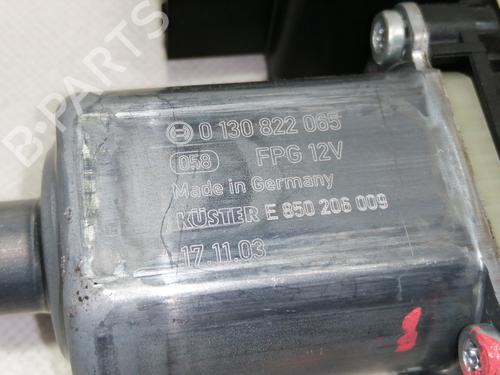 0 130 822 065
058 FPG 12V
Made in Germany
KÜSTER E 850 206 009
17.11.03
B-PARTS